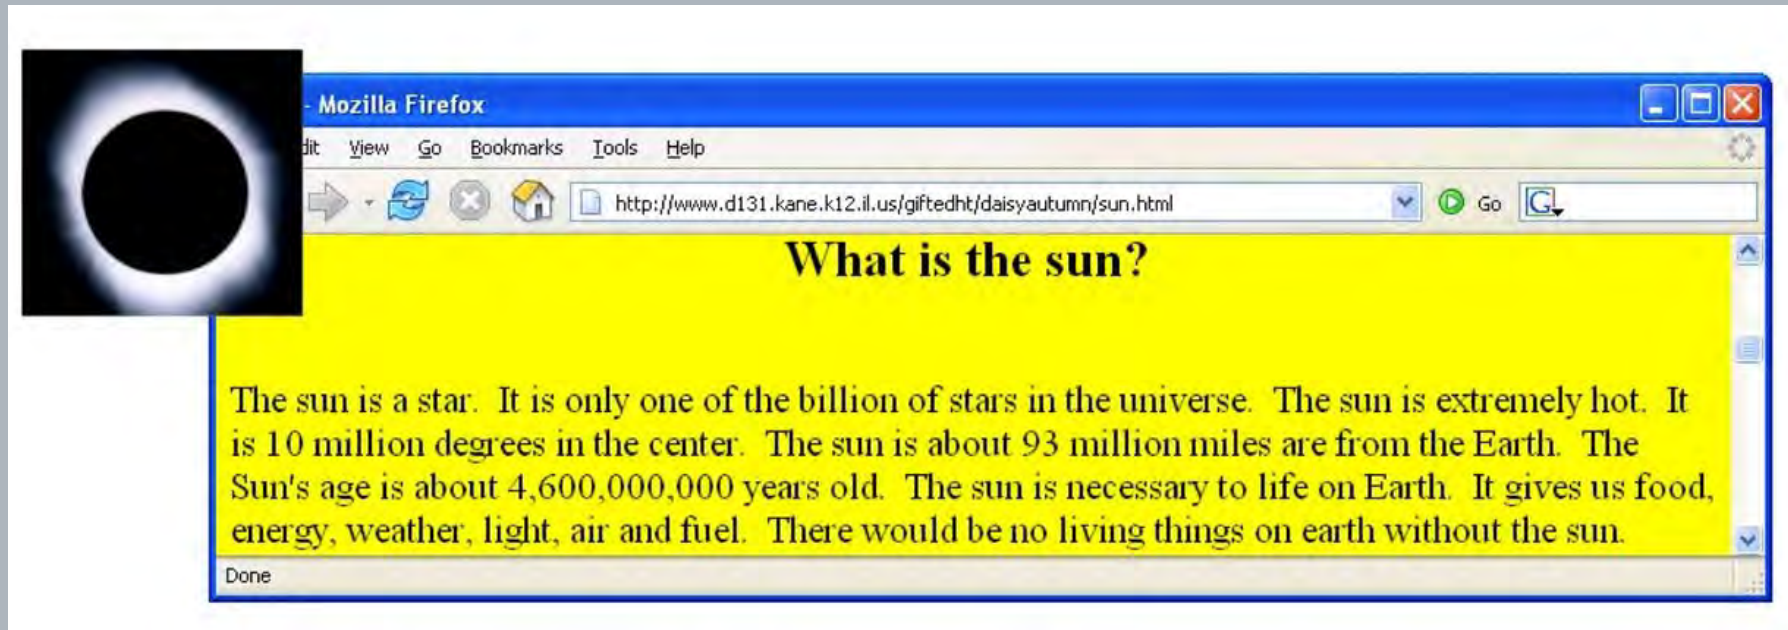 - Mozilla Firefox
dit View Go Bookmarks Tools Help
http://www.d131.kane.k12.il.us/giftedht/daisyautumn/sun.html Go G
What is the sun?
The sun is a star. It is only one of the billion of stars in the universe. The sun is extremely hot. It
is 10 million degrees in the center. The sun is about 93 million miles are from the Earth. The
Sun's age is about 4,600,000,000 years old. The sun is necessary to life on Earth. It gives us food,
energy, weather, light, air and fuel. There would be no living things on earth without the sun.
Done